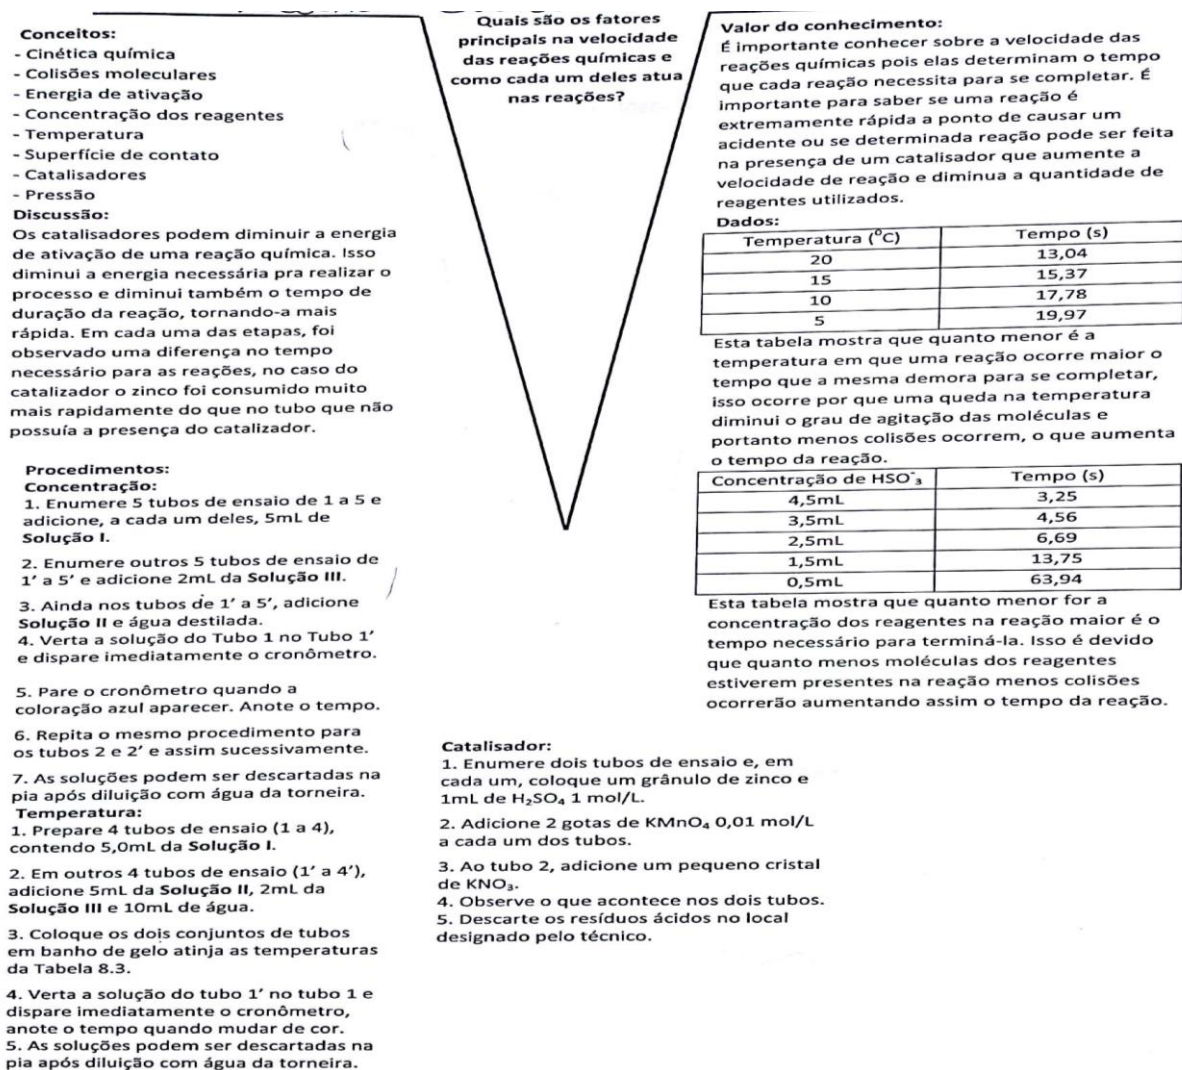 Conceitos:
- Cinética química
- Colisões moleculares
- Energia de ativação
- Concentração dos reagentes
- Temperatura
- Superfície de contato
- Catalisadores
- Pressão
Discussão:
Os catalisadores podem diminuir a energia
de ativação de uma reação química. Isso
diminui a energia necessária pra realizar o
processo e diminui também o tempo de
duração da reação, tornando-a mais
rápida. Em cada uma das etapas, foi
observado uma diferença no tempo
necessário para as reações, no caso do
catalizador o zinco foi consumido muito
mais rapidamente do que no tubo que não
possuía a presença do catalizador.
Procedimentos:
Concentração:
1. Enumere 5 tubos de ensaio de 1 a 5 e
adicione, a cada um deles, 5mL de
Solução I.
2. Enumere outros 5 tubos de ensaio de
1' a 5' e adicione 2mL da Solução III.
3. Ainda nos tubos de 1' a 5', adicione
Solução II e água destilada.
4. Verta a solução do Tubo 1 no Tubo 1'
e dispare imediatamente o cronômetro.
5. Pare o cronômetro quando a
coloração azul aparecer. Anote o tempo.
6. Repita o mesmo procedimento para
os tubos 2 e 2' e assim sucessivamente.
7. As soluções podem ser descartadas na
pia após diluição com água da torneira.
Temperatura:
1. Prepare 4 tubos de ensaio (1 a 4),
contendo 5,0mL da Solução I.
2. Em outros 4 tubos de ensaio (1' a 4'),
adicione 5mL da Solução II, 2mL da
Solução III e 10mL de água.
3. Coloque os dois conjuntos de tubos
em banho de gelo atinja as temperaturas
da Tabela 8.3.
4. Verta a solução do tubo 1' no tubo 1 e
dispare imediatamente o cronômetro,
anote o tempo quando mudar de cor.
5. As soluções podem ser descartadas na
pia após diluição com água da torneira.
Quais são os fatores
principais na velocidade
das reações químicas e
como cada um deles atua
nas reações?
Catalisador:
1. Enumere dois tubos de ensaio e, em
cada um, coloque um grânulo de zinco e
1mL de H₂SO₄ 1 mol/L.
2. Adicione 2 gotas de KMnO₄ 0,01 mol/L
a cada um dos tubos.
3. Ao tubo 2, adicione um pequeno cristal
de KNO₃.
4. Observe o que acontece nos dois tubos.
5. Descarte os resíduos ácidos no local
designado pelo técnico.
Valor do conhecimento:
É importante conhecer sobre a velocidade das
reações químicas pois elas determinam o tempo
que cada reação necessita para se completar. É
importante para saber se uma reação é
extremamente rápida a ponto de causar um
acidente ou se determinada reação pode ser feita
na presença de um catalisador que aumente a
velocidade de reação e diminua a quantidade de
reagentes utilizados.
Dados:
Temperatura (⁰C) Tempo (s)
20 13,04
15 15,37
10 17,78
5 19,97
Esta tabela mostra que quanto menor é a
temperatura em que uma reação ocorre maior o
tempo que a mesma demora para se completar,
isso ocorre por que uma queda na temperatura
diminui o grau de agitação das moléculas e
portanto menos colisões ocorrem, o que aumenta
o tempo da reação.
Concentração de HSO⁻₃ Tempo (s)
4,5mL 3,25
3,5mL 4,56
2,5mL 6,69
1,5mL 13,75
0,5mL 63,94
Esta tabela mostra que quanto menor for a
concentração dos reagentes na reação maior é o
tempo necessário para terminá-la. Isso é devido
que quanto menos moléculas dos reagentes
estiverem presentes na reação menos colisões
ocorrerão aumentando assim o tempo da reação.